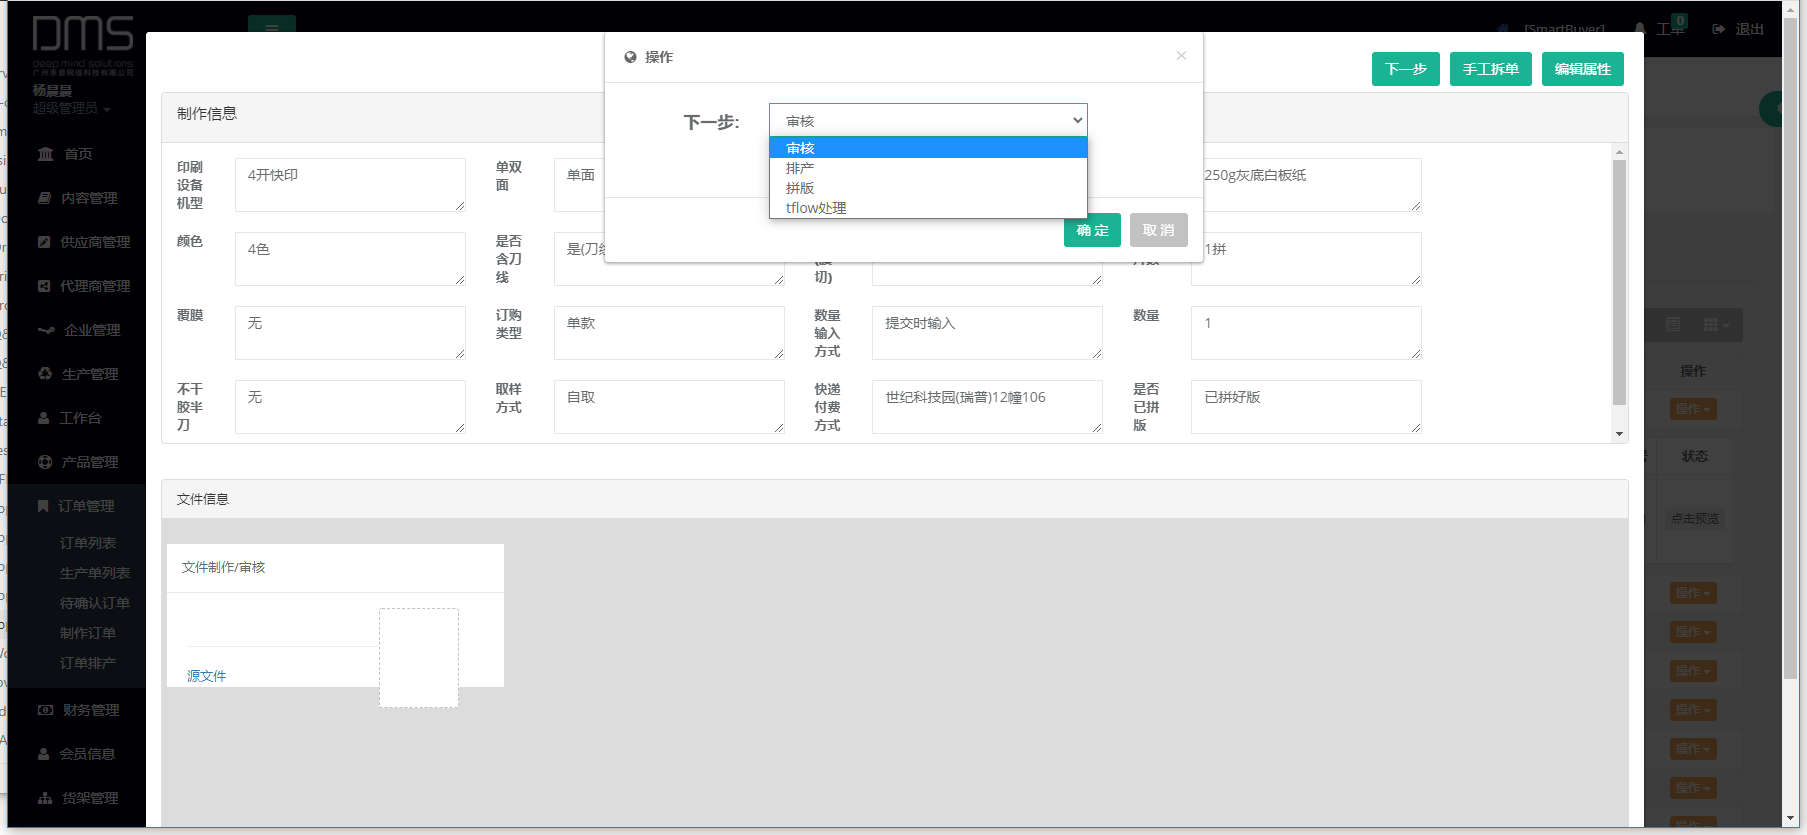 DMS
deep mind solutions
杨晨晨
超级管理员
首页
内容管理
供应商管理
代理商管理
企业管理
生产管理
工作台
产品管理
订单管理
订单列表
生产单列表
待确认订单
制作订单
订单排产
财务管理
会员信息
货架管理
[SmartBuyer]
工单
0
退出
操作
×
下一步:
审核
审核
排产
拼版
tflow处理
确 定
取 消
下一步
手工拆单
编辑属性
制作信息
印刷设备机型
4开快印
单双面
单面
250g灰底白板纸
颜色
4色
是否含刀线
是(刀
切)
1拼
覆膜
无
订购类型
单款
数量输入方式
提交时输入
数量
1
不干胶半刀
无
取样方式
自取
快递付费方式
世纪科技园(瑞普)12幢106
是否已拼版
已拼好版
文件信息
文件制作/审核
源文件
操作
操作
状态
点击预览
操作
操作
操作
操作
操作
操作